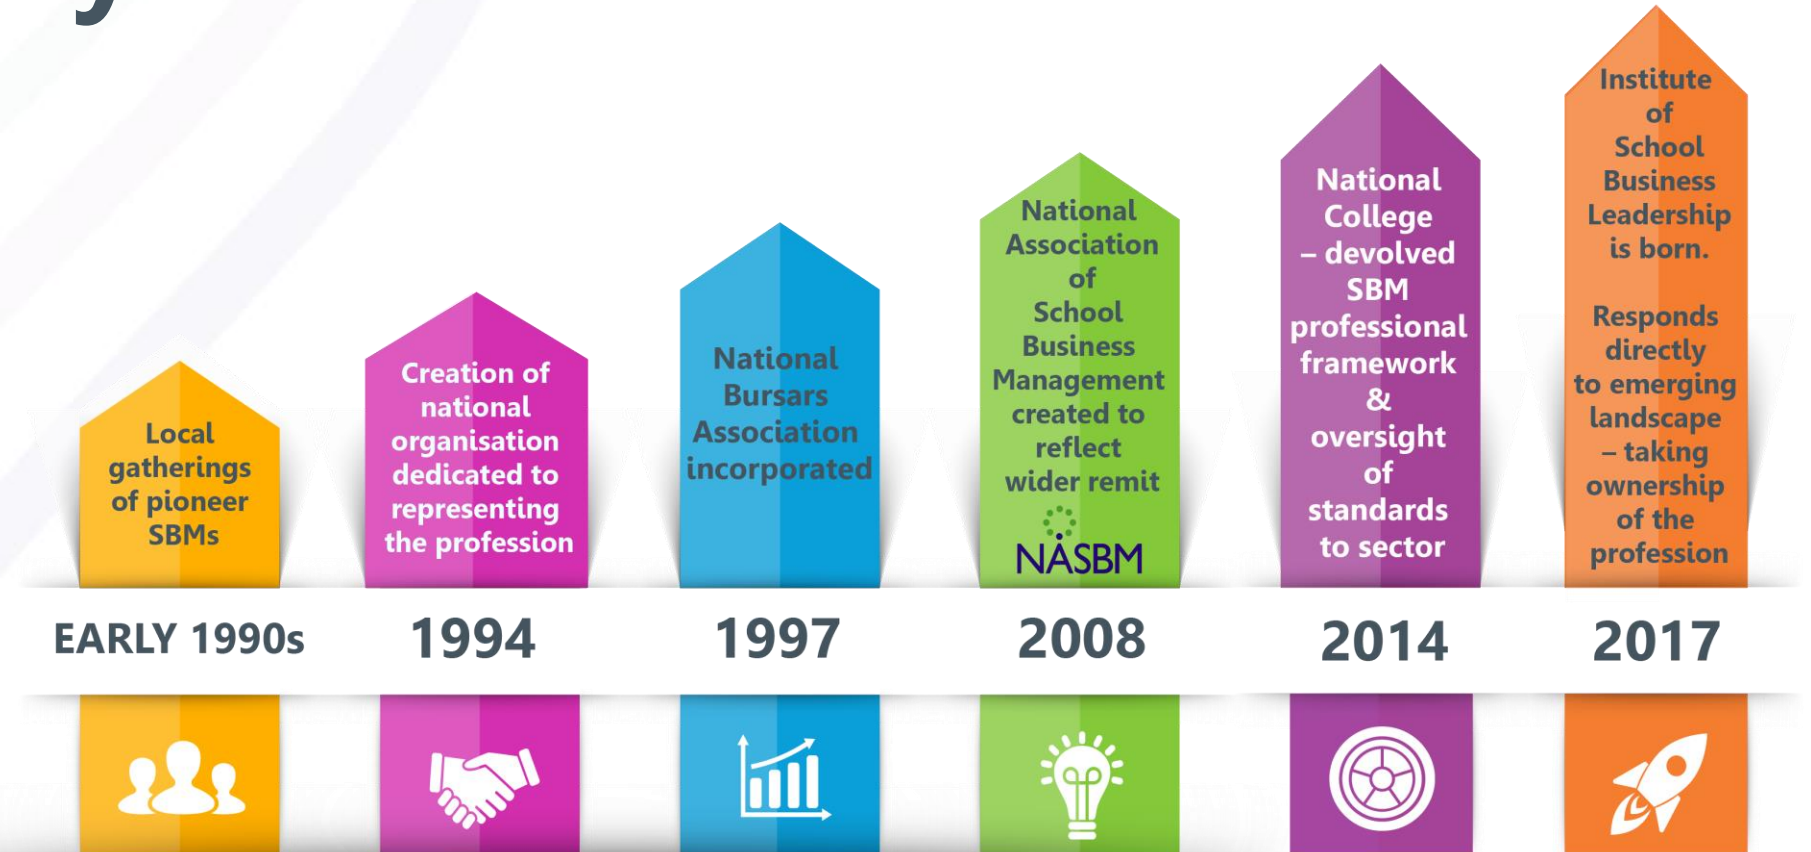 Local
gatherings
of pioneer
SBMs
EARLY 1990s
Creation of
national
organisation
dedicated to
representing
the profession
1994
National
Bursars
Association
incorporated
1997
National
Association
of
School
Business
Management
created to
reflect
wider remit
NASBM
2008
National
College
– devolved
SBM
professional
framework
&
oversight
of
standards
to sector
2014
Institute
of
School
Business
Leadership
is born.
Responds
directly
to emerging
landscape
– taking
ownership
of the
profession
2017